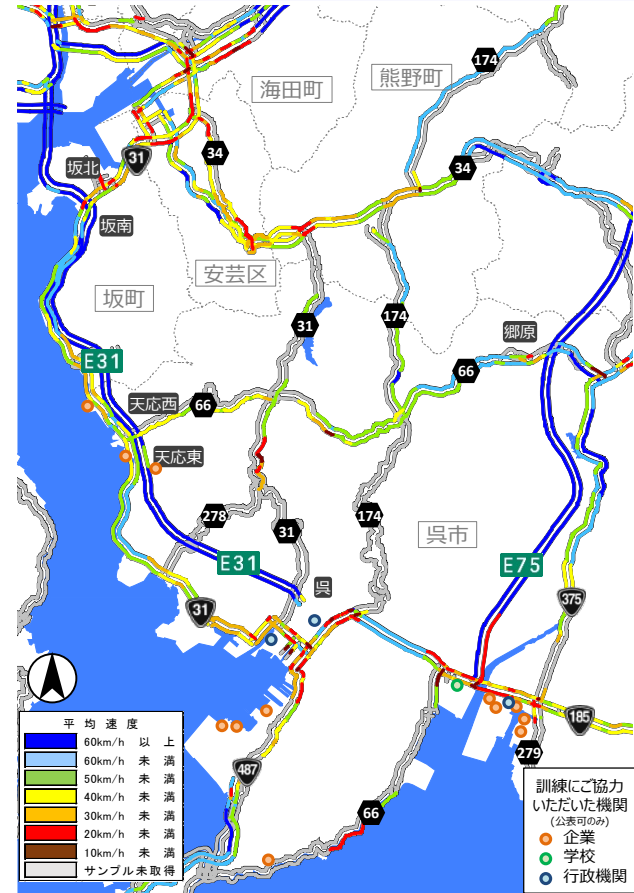 174
熊野町
海田町
31
34
34
坂北
坂南
安芸区
坂町
31
174
郷原
E31
66
天応西
66
天応東
278
31
174
呉市
E31
E75
呉
375
31
185
487
279
66
平均速度
60km/h 以上
60km/h 未満
50km/h 未満
40km/h 未満
30km/h 未満
20km/h 未満
10km/h 未満
サンプル未取得
訓練にご協力
いただいた機関
(公表可のみ)
企業
学校
行政機関